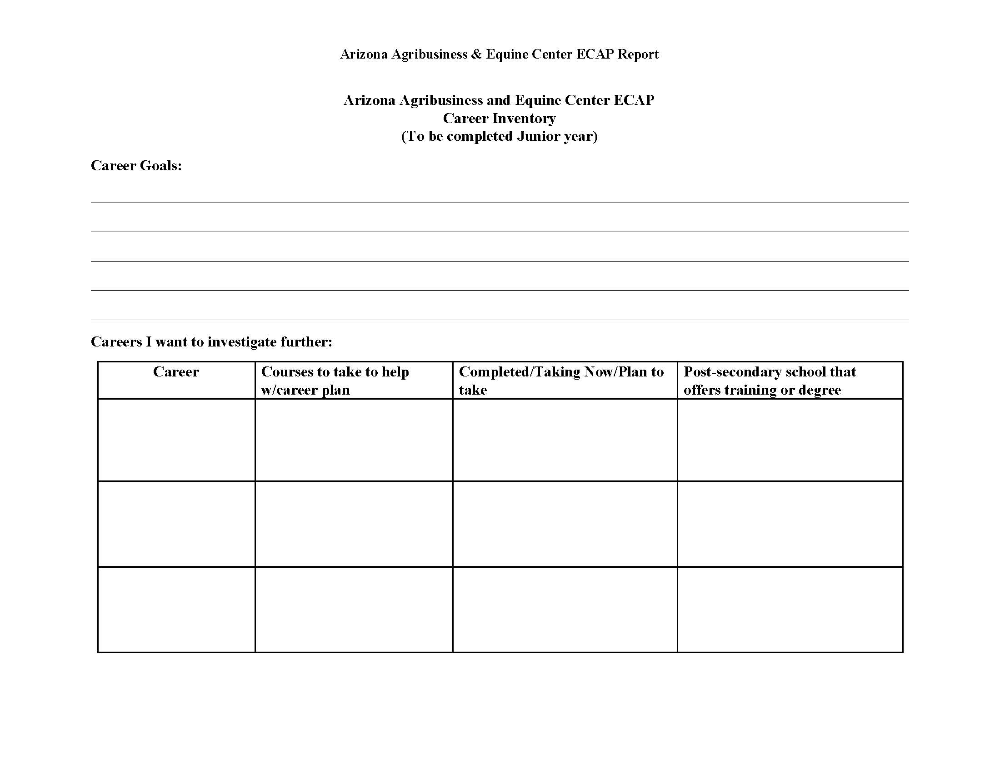 Arizona Agribusiness & Equine Center ECAP Report
Arizona Agribusiness and Equine Center ECAP
Career Inventory
(To be completed Junior year)
Career Goals:
Careers I want to investigate further:
Career
Courses to take to help
w/career plan
Completed/Taking Now/Plan to
take
Post-secondary school that
offers training or degree